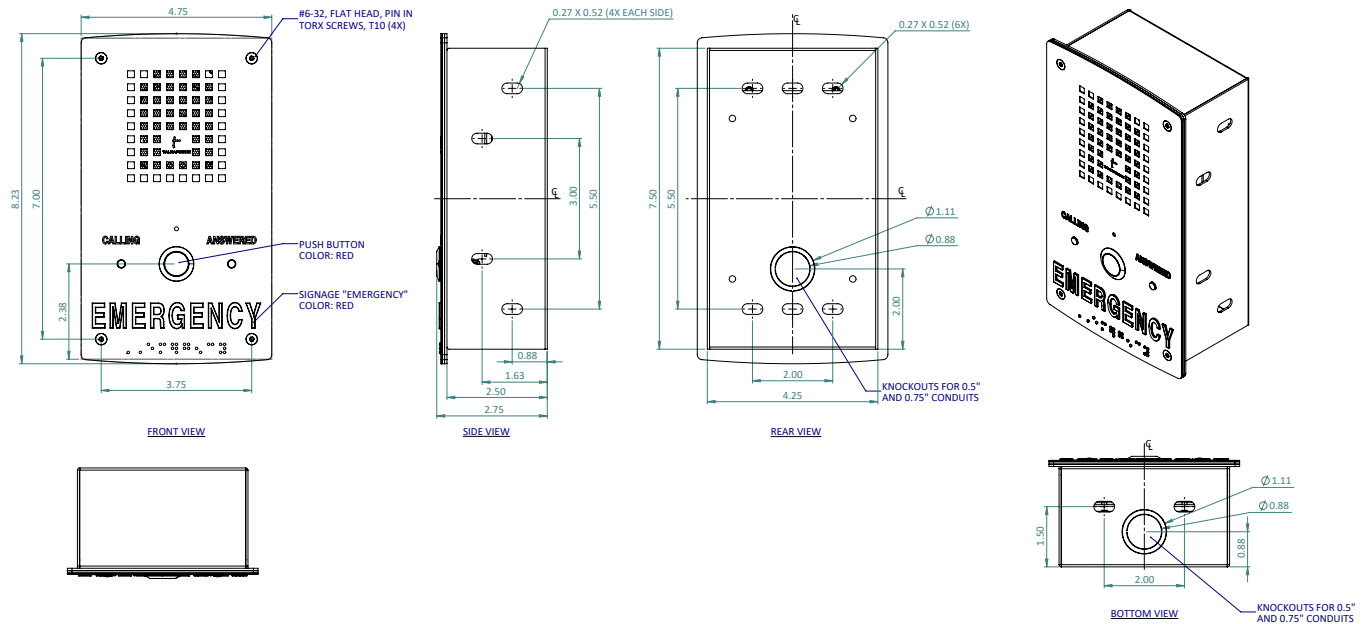 4.75
#6-32, FLAT HEAD, PIN IN
TORX SCREWS, T10 (4X)
8.23
7.00
TALKAPHONE
CALLING
ANSWERED
PUSH BUTTON
COLOR: RED
2.38
EMERGENCY
SIGNAGE "EMERGENCY"
COLOR: RED
3.75
FRONT VIEW
0.27 X 0.52 (4X EACH SIDE)
3.00
5.50
0.88
1.63
2.50
2.75
SIDE VIEW
0.27 X 0.52 (6X)
7.50
5.50
Ø1.11
Ø0.88
2.00
2.00
4.25
KNOCKOUTS FOR 0.5"
AND 0.75" CONDUITS
REAR VIEW
CALLING
ANSWERED
EMERGENCY
Ø1.11
Ø0.88
1.50
0.88
2.00
KNOCKOUTS FOR 0.5"
AND 0.75" CONDUITS
BOTTOM VIEW